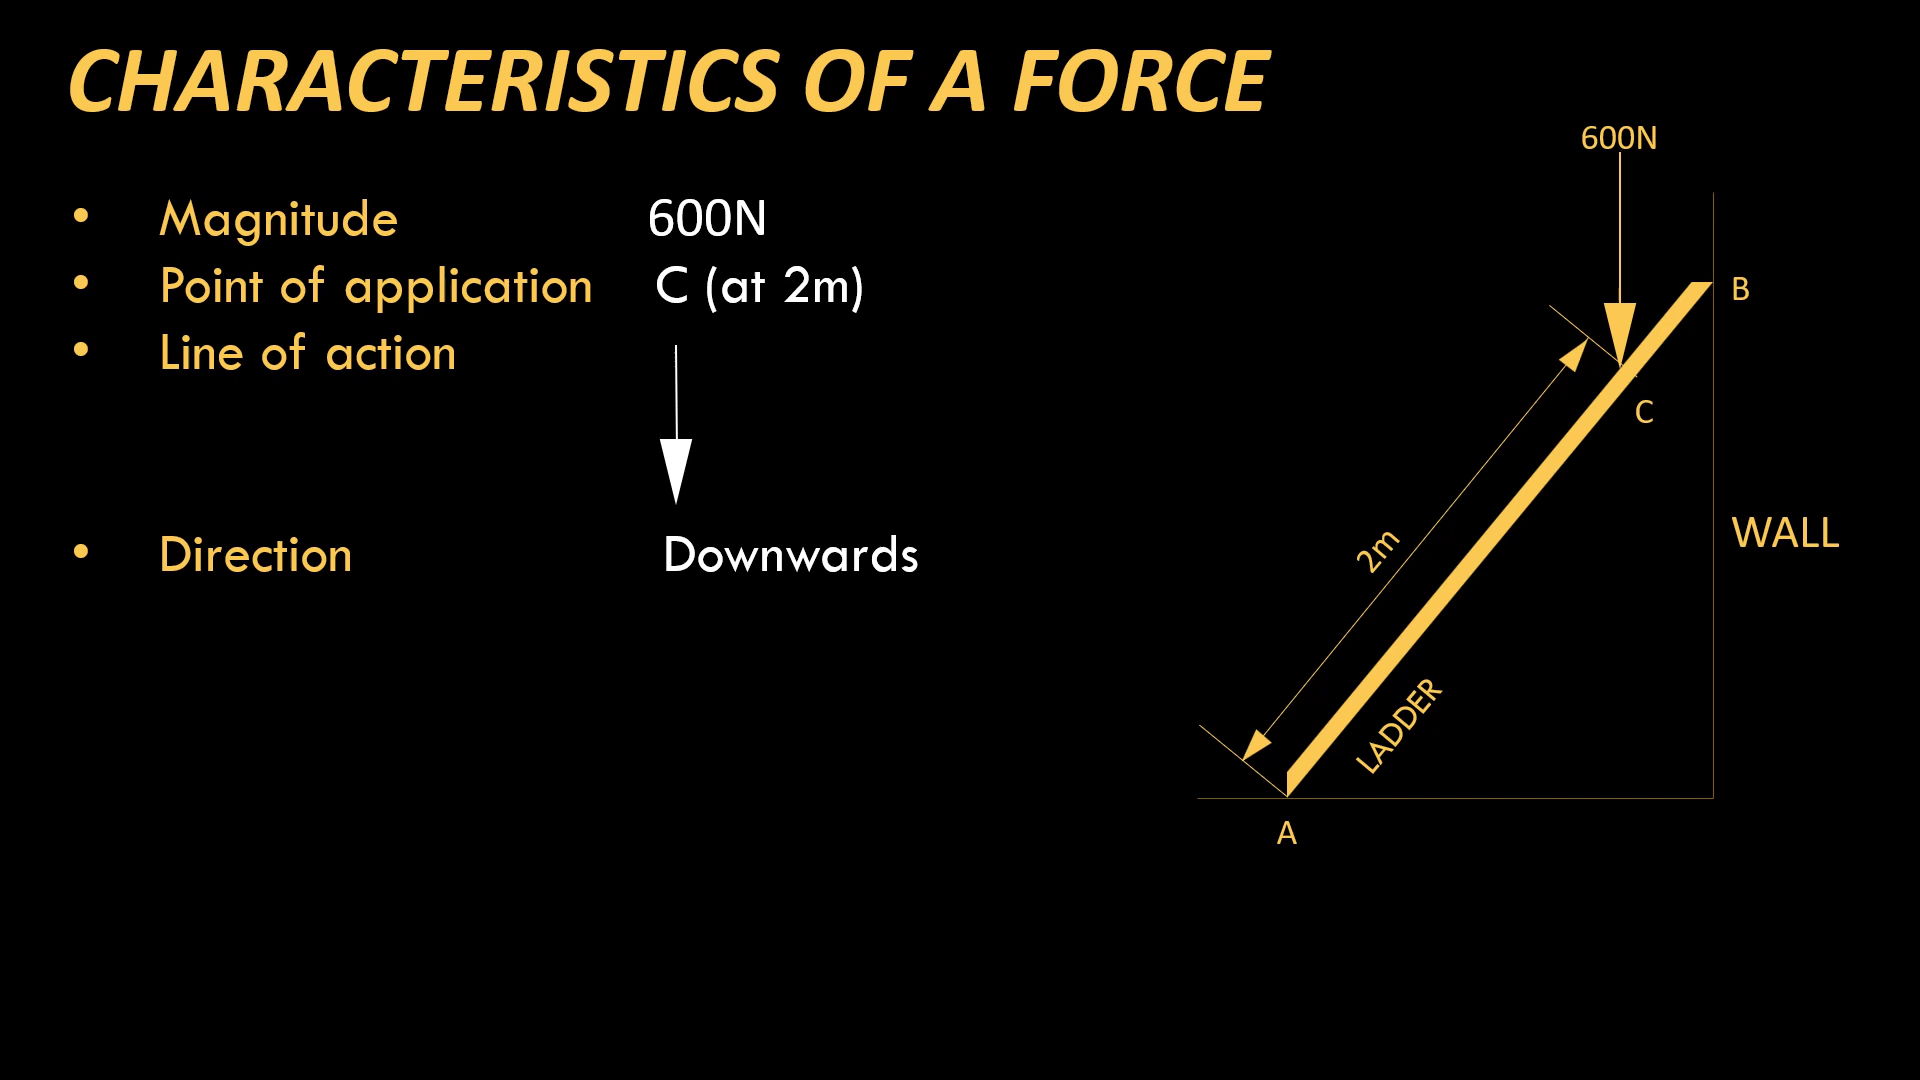 CHARACTERISTICS OF A FORCE
• Magnitude 600N
• Point of application C (at 2m)
• Line of action
• Direction Downwards
600N
B
C
2m
WALL
LADDER
A